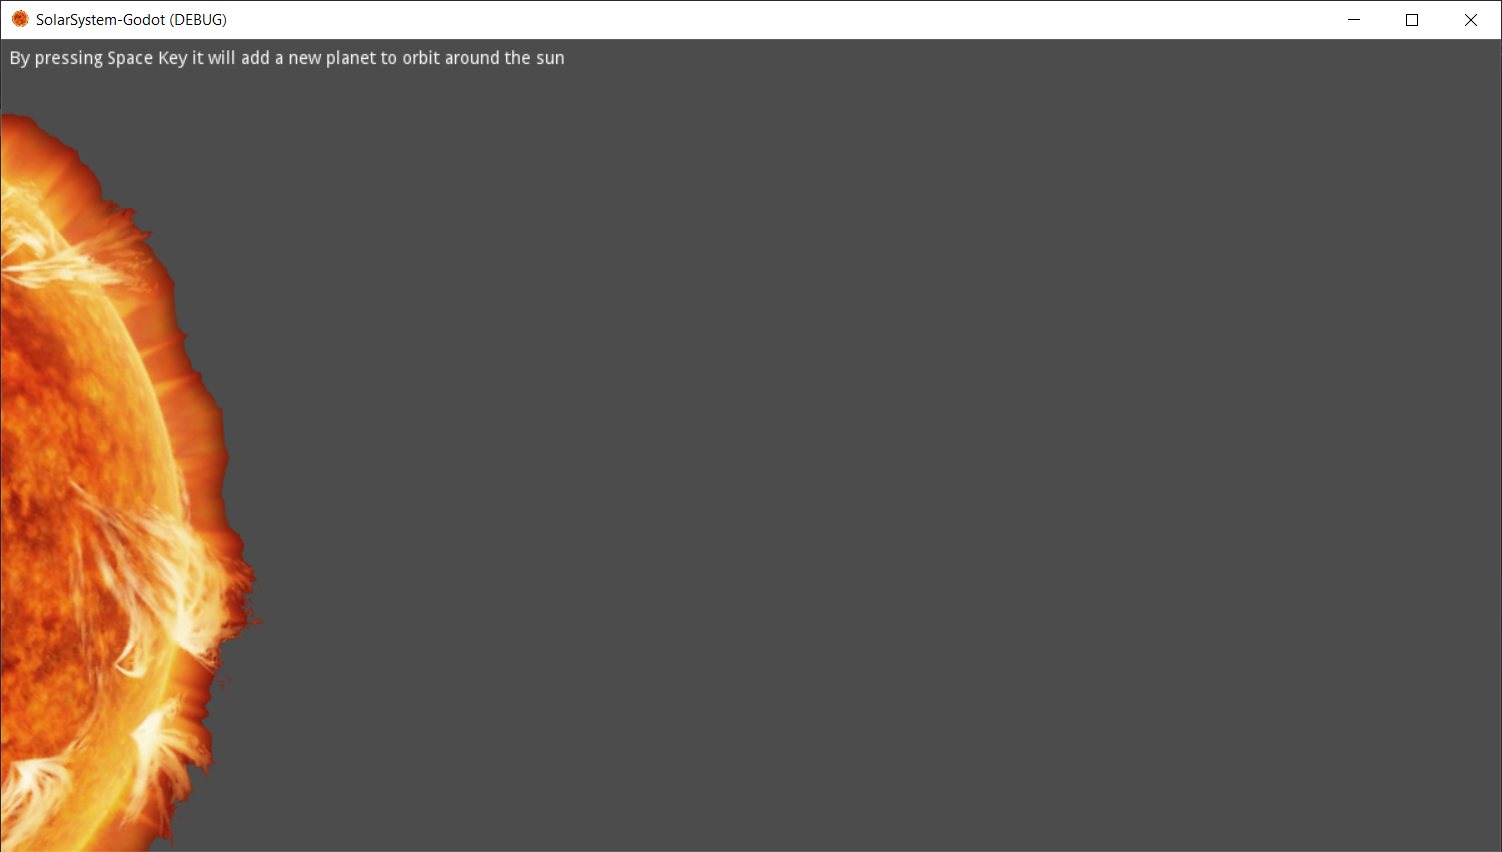 SolarSystem-Godot (DEBUG)
By pressing Space Key it will add a new planet to orbit around the sun